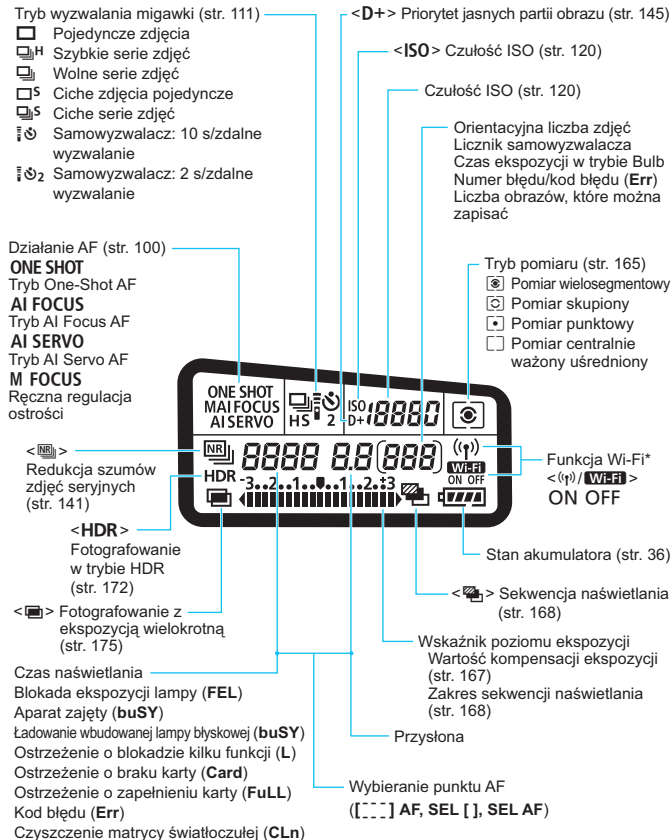 Tryb wyzwalania migawki (str. 111)
Pojedyncze zdjęcia
H Szybkie serie zdjęć
Wolne serie zdjęć
S Ciche zdjęcia pojedyncze
S Ciche serie zdjęć
Samowyzwalacz: 10 s/zdalne
wyzwalanie
2 Samowyzwalacz: 2 s/zdalne
wyzwalanie
<D+> Priorytet jasnych partii obrazu (str. 145)
<ISO> Czułość ISO (str. 120)
Czułość ISO (str. 120)
Orientacyjna liczba zdjęć
Licznik samowyzwalacza
Czas ekspozycji w trybie Bulb
Numer błędu/kod błędu (Err)
Liczba obrazów, które można
zapisać
Działanie AF (str. 100)
ONE SHOT
Tryb One-Shot AF
AI FOCUS
Tryb AI Focus AF
AI SERVO
Tryb AI Servo AF
M FOCUS
Ręczna regulacja
ostrości
Tryb pomiaru (str. 165)
Pomiar wielosegmentowy
Pomiar skupiony
Pomiar punktowy
Pomiar centralnie
ważony uśredniony
ONE SHOT
MAI FOCUS
AI SERVO
HS 2
ISO
D+
18880
NR
8888 8.8 (888)
Wi-Fi
ON OFF
HDR
-3..2..1..0..1..2.+3
<NR>
Redukcja szumów
zdjęć seryjnych
(str. 141)
<HDR>
Fotografowanie
w trybie HDR
(str. 172)
< > Fotografowanie z
ekspozycją wielokrotną
(str. 175)
Funkcja Wi-Fi*
< / Wi-Fi >
ON OFF
Stan akumulatora (str. 36)
< > Sekwencja naświetlania
(str. 168)
Wskaźnik poziomu ekspozycji
Wartość kompensacji ekspozycji
(str. 167)
Zakres sekwencji naświetlania
(str. 168)
Przysłona
Czas naświetlania
Blokada ekspozycji lampy (FEL)
Aparat zajęty (buSY)
Ładowanie wbudowanej lampy błyskowej (buSY)
Ostrzeżenie o blokadzie kilku funkcji (L)
Ostrzeżenie o braku karty (Card)
Ostrzeżenie o zapełnieniu karty (FuLL)
Kod błędu (Err)
Czyszczenie matrycy światłoczułej (CLn)
Wybieranie punktu AF
([---] AF, SEL [ ], SEL AF)